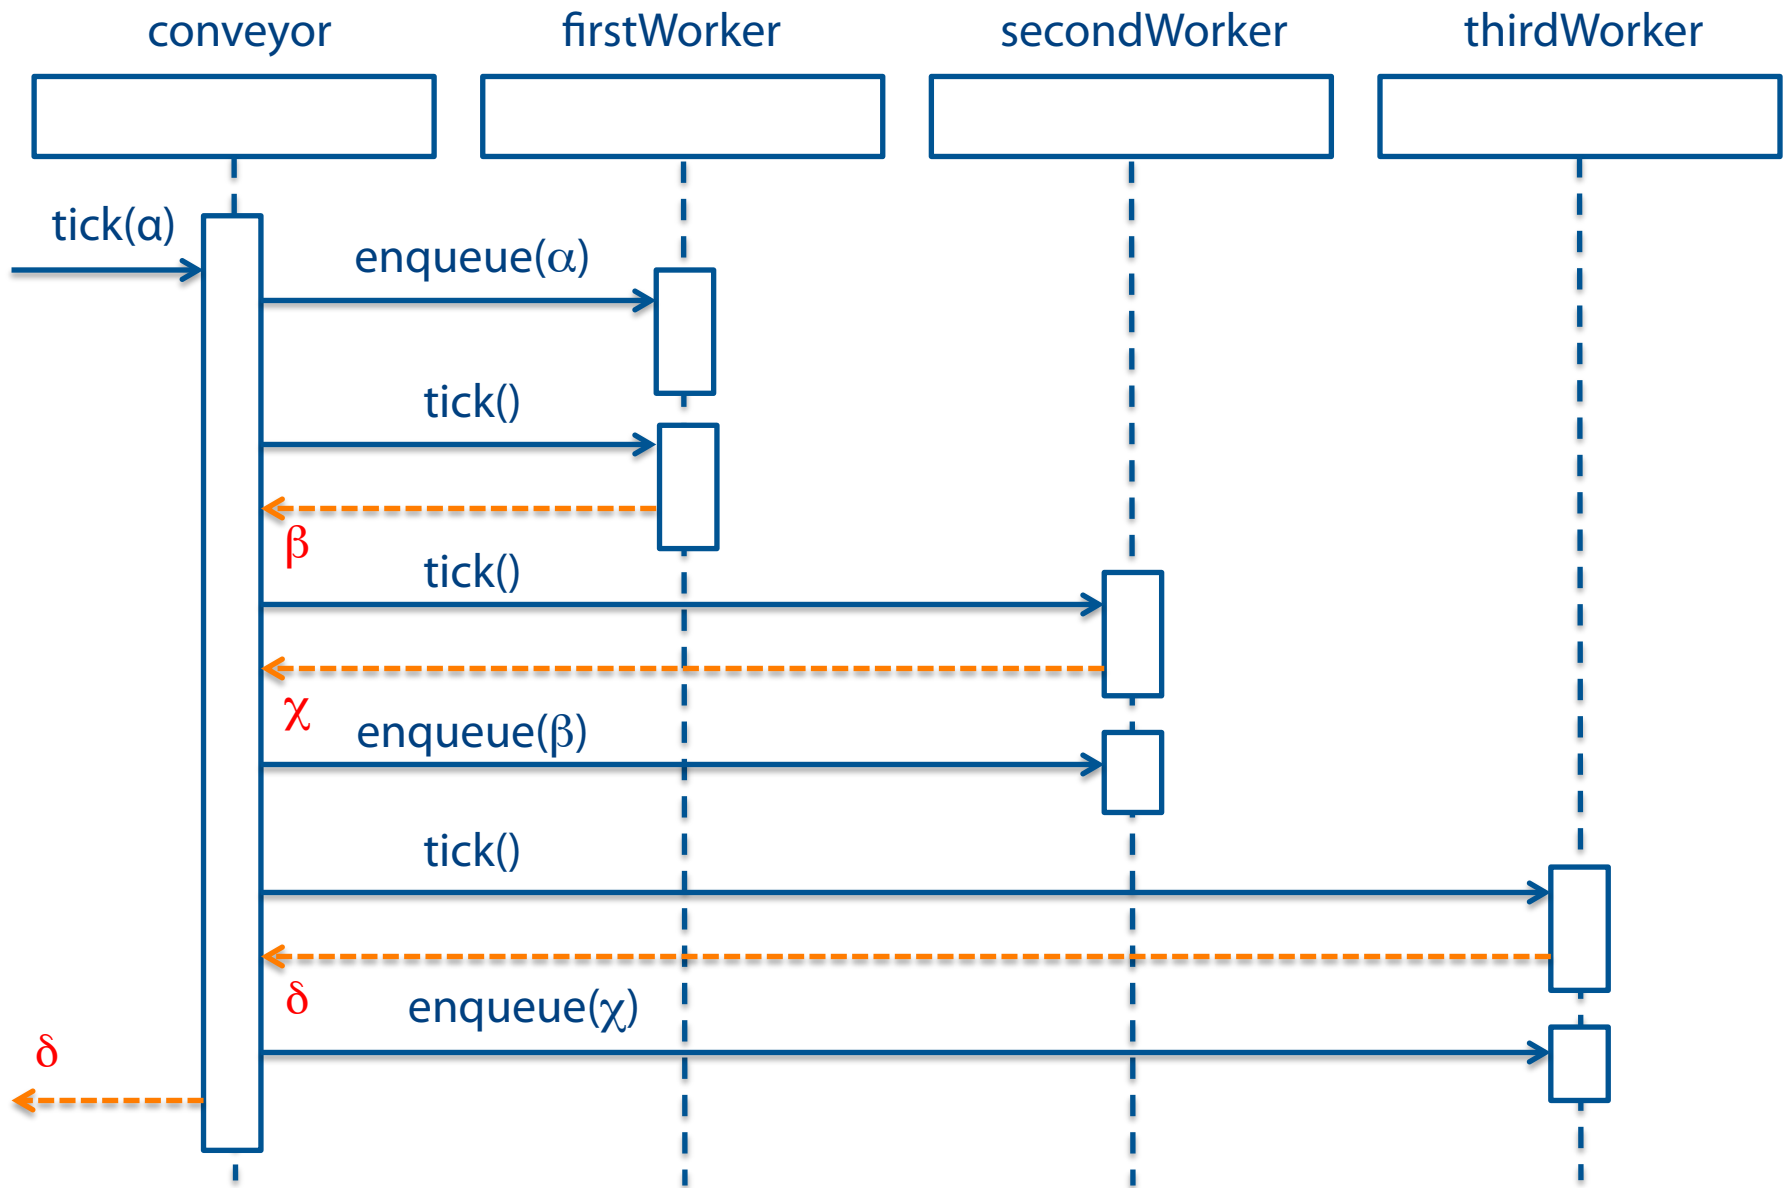 conveyor
firstWorker
secondWorker
thirdWorker
tick(α)
enqueue(α)
tick()
β
tick()
χ
enqueue(β)
tick()
δ
enqueue(χ)
δ